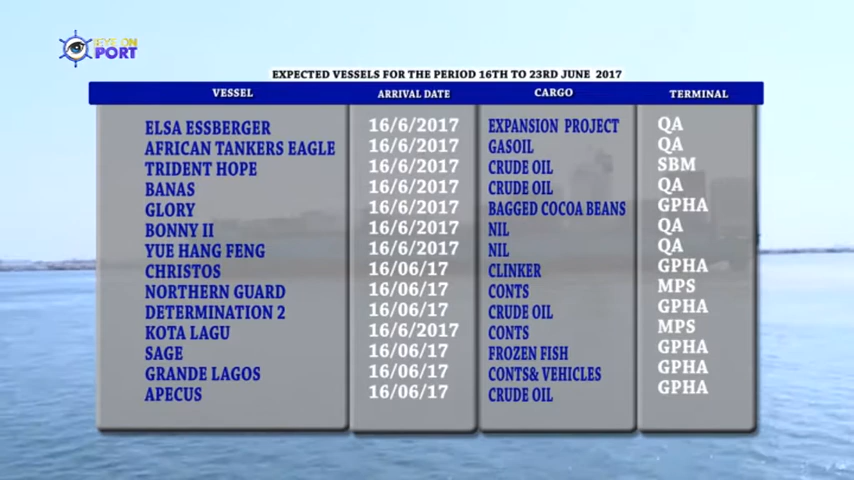 EYE ON
PORT
EXPECTED VESSELS FOR THE PERIOD 16TH TO 23RD JUNE 2017
VESSEL ARRIVAL DATE CARGO TERMINAL
ELSA ESSBERGER 16/6/2017 EXPANSION PROJECT QA
AFRICAN TANKERS EAGLE 16/6/2017 GASOIL QA
TRIDENT HOPE 16/6/2017 CRUDE OIL SBM
BANAS 16/6/2017 CRUDE OIL QA
GLORY 16/6/2017 BAGGED COCOA BEANS GPHA
BONNY II 16/6/2017 NIL QA
YUE HANG FENG 16/6/2017 NIL QA
CHRISTOS 16/06/17 CLINKER GPHA
NORTHERN GUARD 16/06/17 CONTS MPS
DETERMINATION 2 16/06/17 CRUDE OIL GPHA
KOTA LAGU 16/6/2017 CONTS MPS
SAGE 16/06/17 FROZEN FISH GPHA
GRANDE LAGOS 16/06/17 CONTS& VEHICLES GPHA
APECUS 16/06/17 CRUDE OIL GPHA